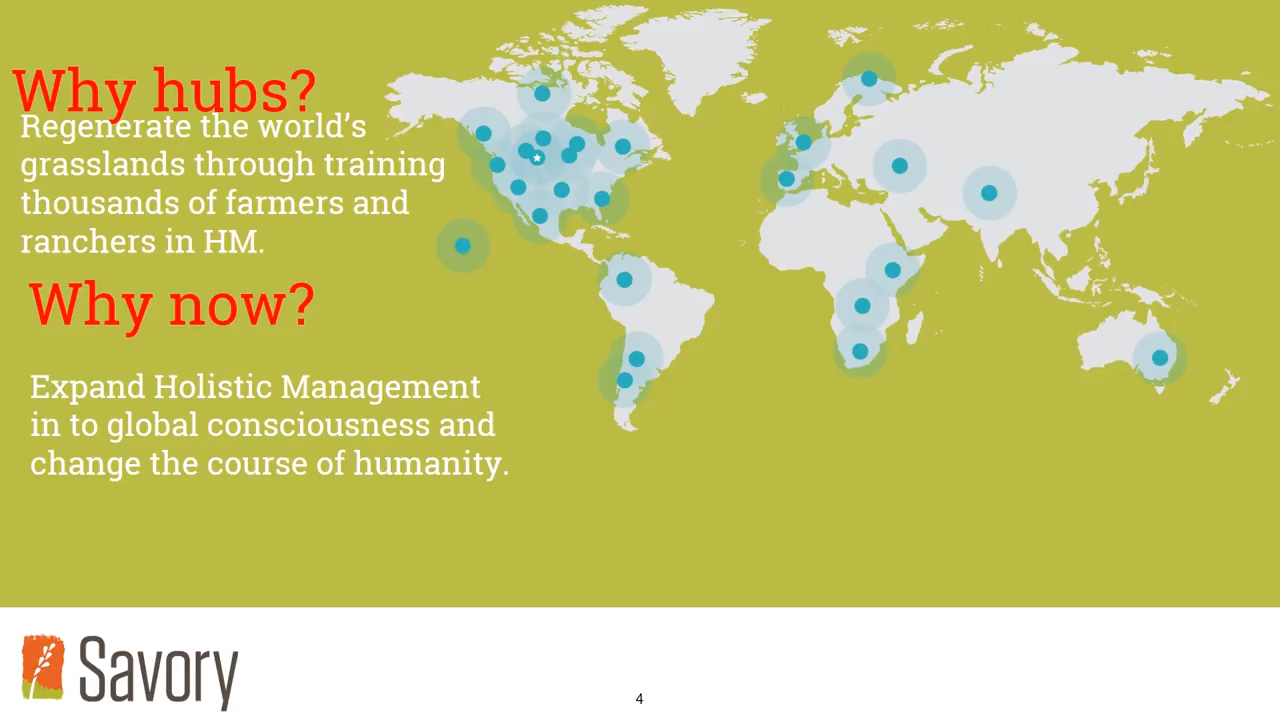 Why hubs?
Regenerate the world's
grasslands through training
thousands of farmers and
ranchers in HM.
Why now?
Expand Holistic Management
in to global consciousness and
change the course of humanity.
Savory
4